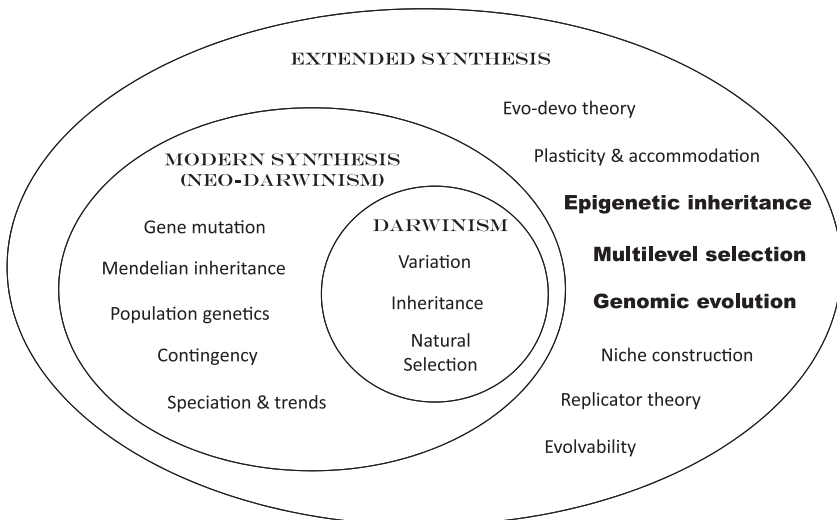 EXTENDED SYNTHESIS
MODERN SYNTHESIS
(NEO-DARWINISM)
Gene mutation
Mendelian inheritance
Population genetics
Contingency
Speciation & trends
DARWINISM
Variation
Inheritance
Natural
Selection
Evo-devo theory
Plasticity & accommodation
Epigenetic inheritance
Multilevel selection
Genomic evolution
Niche construction
Replicator theory
Evolvability